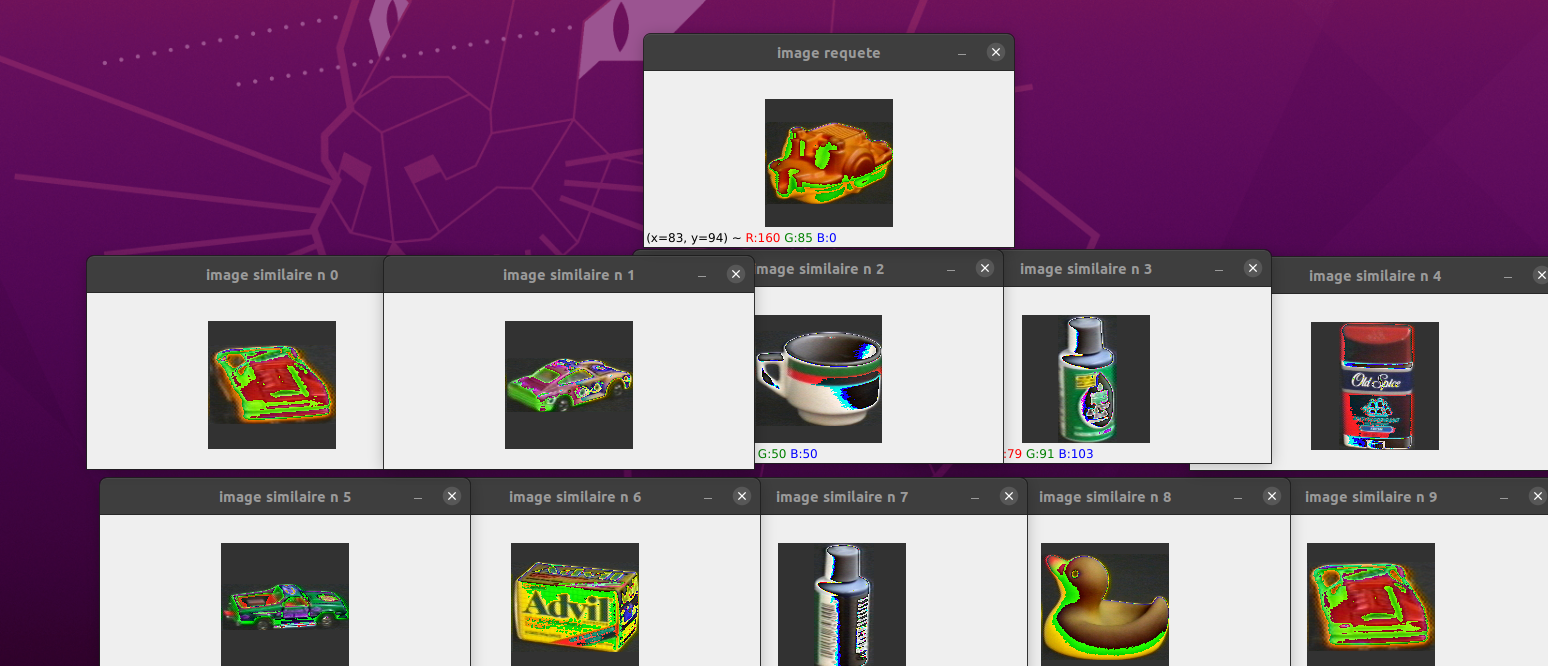 image requete
(x=83, y=94) ~ R:160 G:85 B:0
image similaire n 0
image similaire n 1
mage similaire n 2
image similaire n 3
image similaire n 4
Old Spice
G:50 B:50
:79 G:91 B:103
image similaire n 5
image similaire n 6
image similaire n 7
image similaire n 8
image similaire n 9
Advil